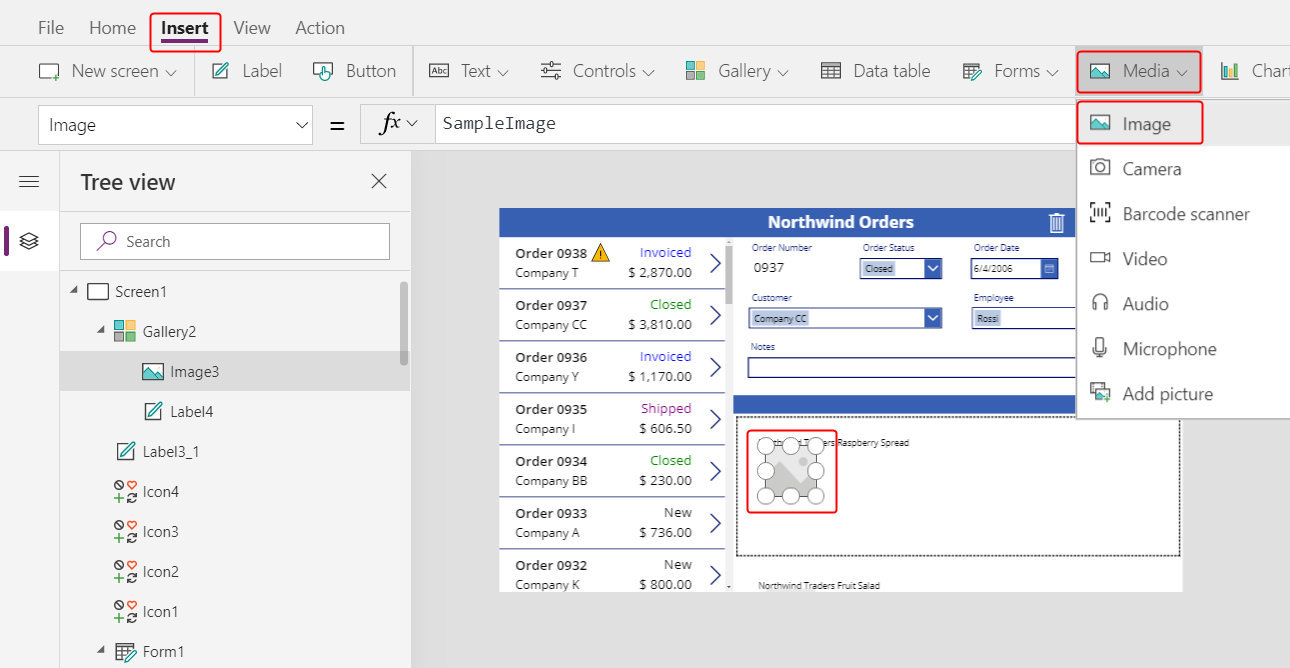 File Home Insert View Action
New screen Label Button Abc Text Controls Gallery Data table Forms Media
Image = fx SampleImage
Image
Camera
Barcode scanner
Video
Audio
Microphone
Add picture
Tree view
Search
Screen1
Gallery2
Image3
Label4
Label3_1
Icon4
Icon3
Icon2
Icon1
Form1
Northwind Orders
Order 0938 Invoiced
Company T $ 2,870.00
Order 0937 Closed
Company CC $ 3,810.00
Order 0936 Invoiced
Company Y $ 1,170.00
Order 0935 Shipped
Company I $ 606.50
Order 0934 Closed
Company BB $ 230.00
Order 0933 New
Company A $ 736.00
Order 0932 New
Company K $ 800.00
Order Number Order Status Order Date
0937 Closed 6/4/2006
Customer Employee
Company CC Rossi
Notes
Raspberry Spread
Northwind Traders Fruit Salad